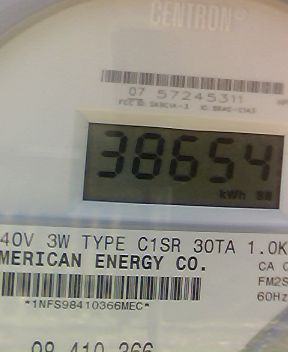 CENTRON®
07 57245311
38654
kWh
40V 3W TYPE C1SR 30TA 1.0K
MERICAN ENERGY CO.
CA 0
FM2S
*1NFS98410366MEC*
60Hz
98 410 366